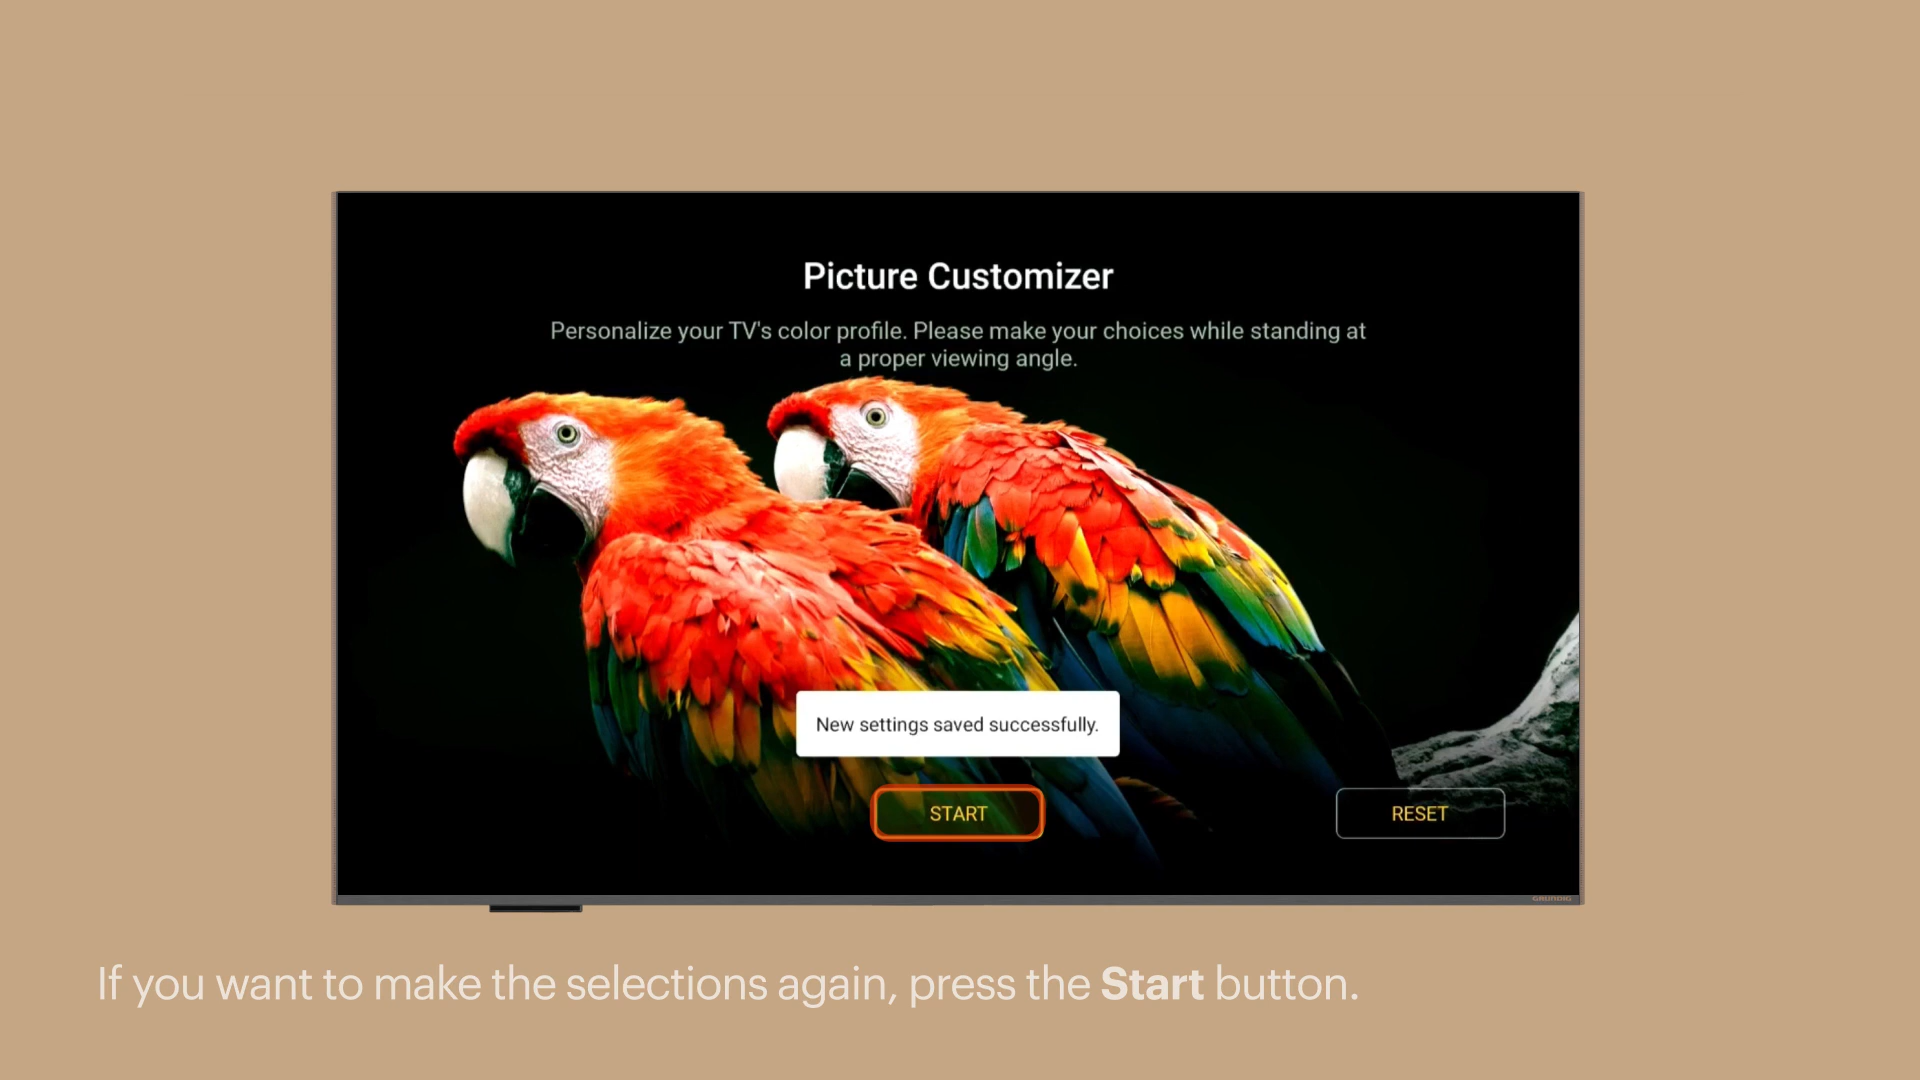 Picture Customizer
Personalize your TV's color profile. Please make your choices while standing at
a proper viewing angle.
New settings saved successfully.
START
RESET
GRUNDIG
If you want to make the selections again, press the Start button.